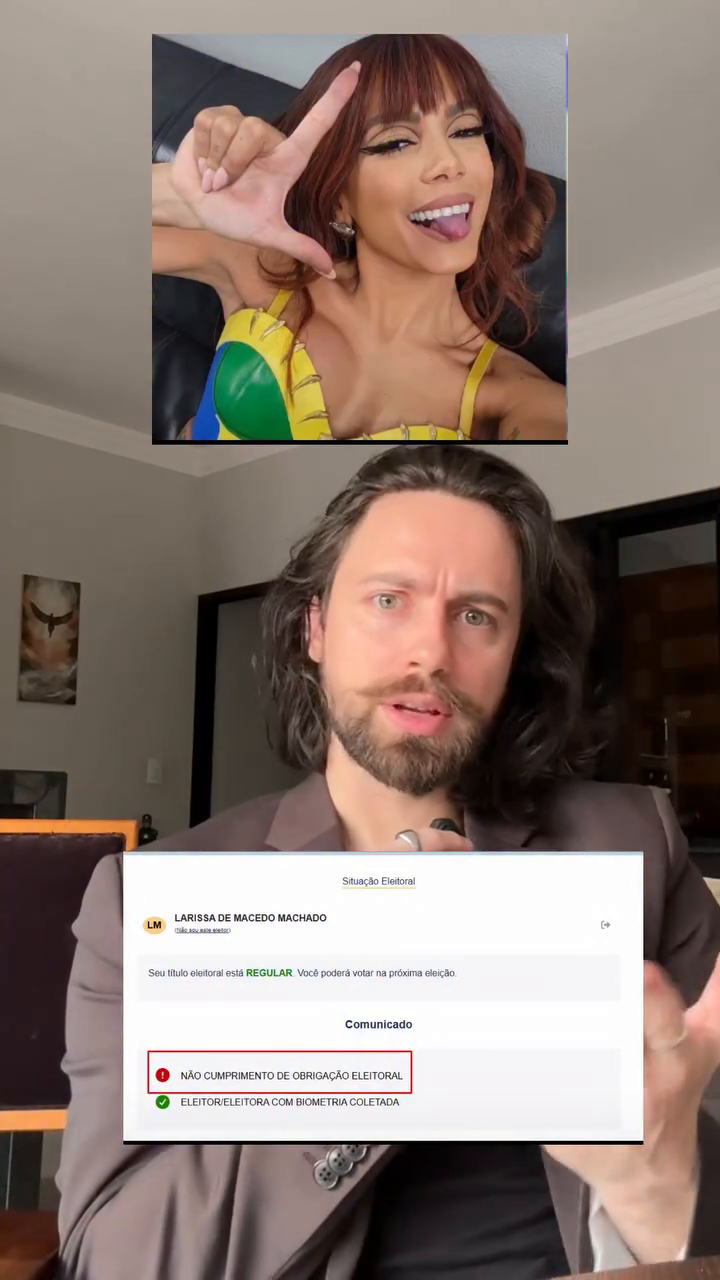 Situação Eleitoral
LM
LARISSA DE MACEDO MACHADO
(Não sou este eleitor)
Seu título eleitoral está REGULAR. Você poderá votar na próxima eleição.
Comunicado
! NÃO CUMPRIMENTO DE OBRIGAÇÃO ELEITORAL
ELEITOR/ELEITORA COM BIOMETRIA COLETADA